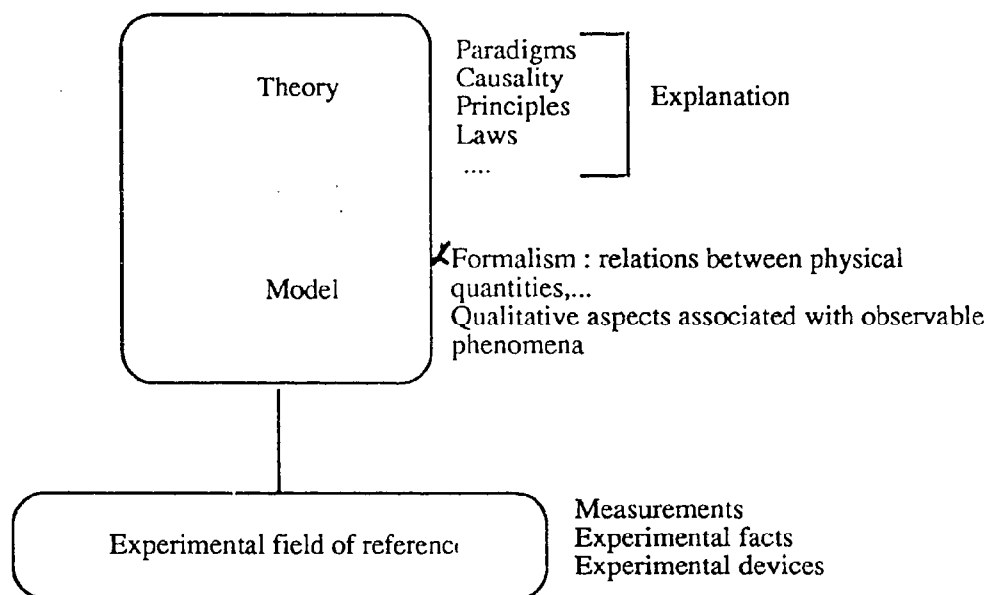 Theory
Paradigms
Causality
Principles
Laws
....
Explanation
Model
Formalism : relations between physical
quantities,...
Qualitative aspects associated with observable
phenomena
Experimental field of reference
Measurements
Experimental facts
Experimental devices